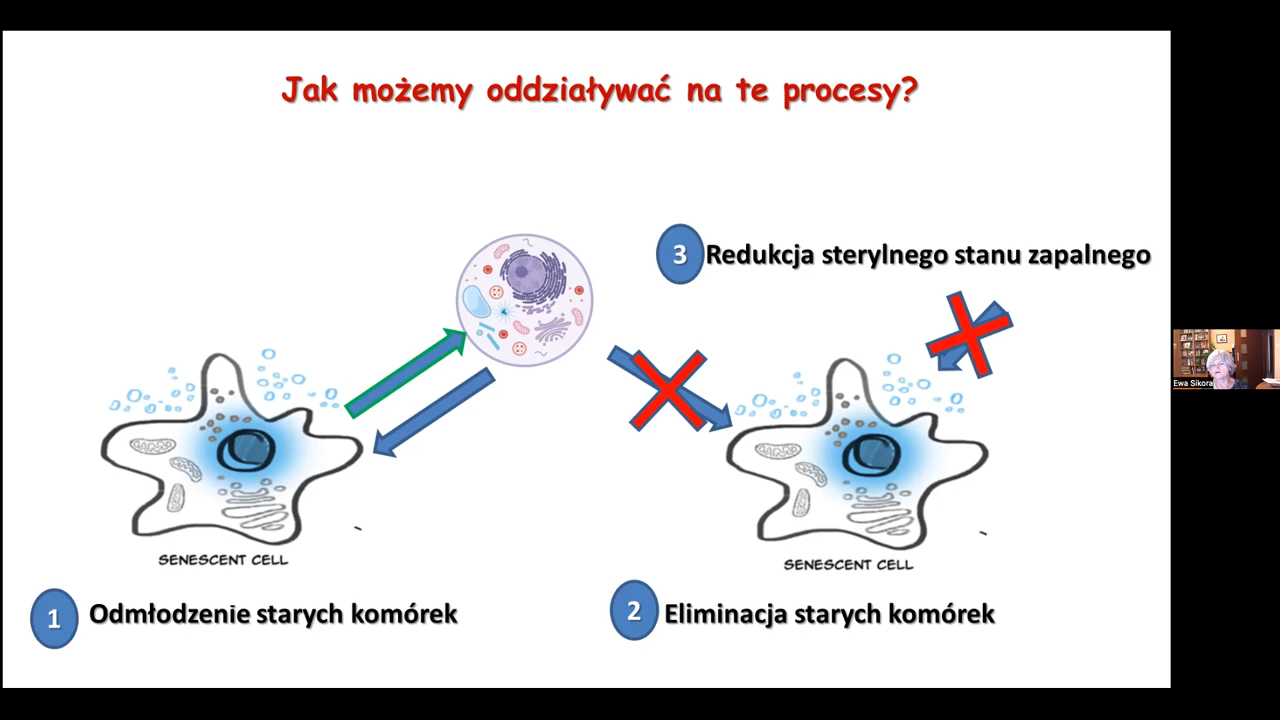 Jak możemy oddziaływać na te procesy?
3 Redukcja sterylnego stanu zapalnego
Ewa Sikora
SENESCENT CELL
SENESCENT CELL
1 Odmłodzenie starych komórek
2 Eliminacja starych komórek